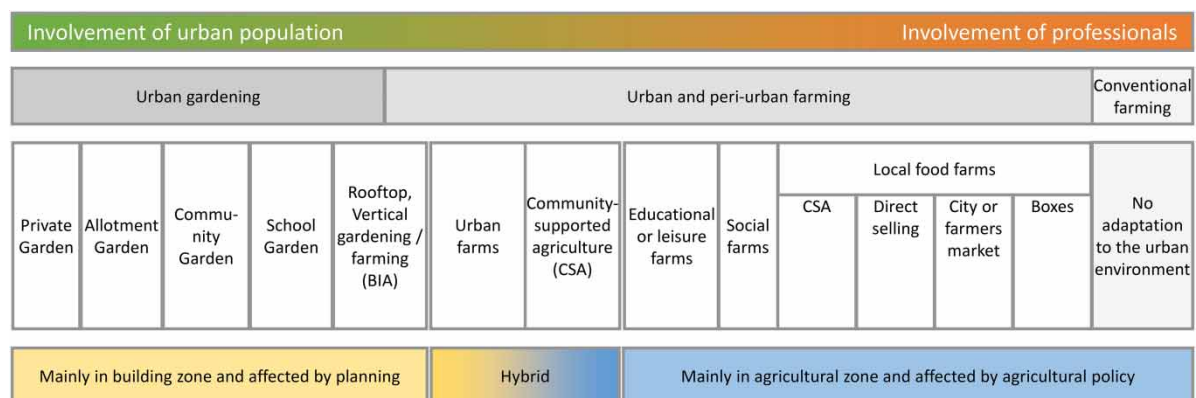 Involvement of urban population
Involvement of professionals
Urban gardening
Urban and peri-urban farming
Conventional
farming
Private
Garden
Allotment
Garden
Commu-
nity
Garden
School
Garden
Rooftop,
Vertical
gardening /
farming
(BIA)
Urban
farms
Community-
supported
agriculture
(CSA)
Educational
or leisure
farms
Social
farms
Local food farms
CSA
Direct
selling
City or
farmers
market
Boxes
No
adaptation
to the urban
environment
Mainly in building zone and affected by planning
Hybrid
Mainly in agricultural zone and affected by agricultural policy